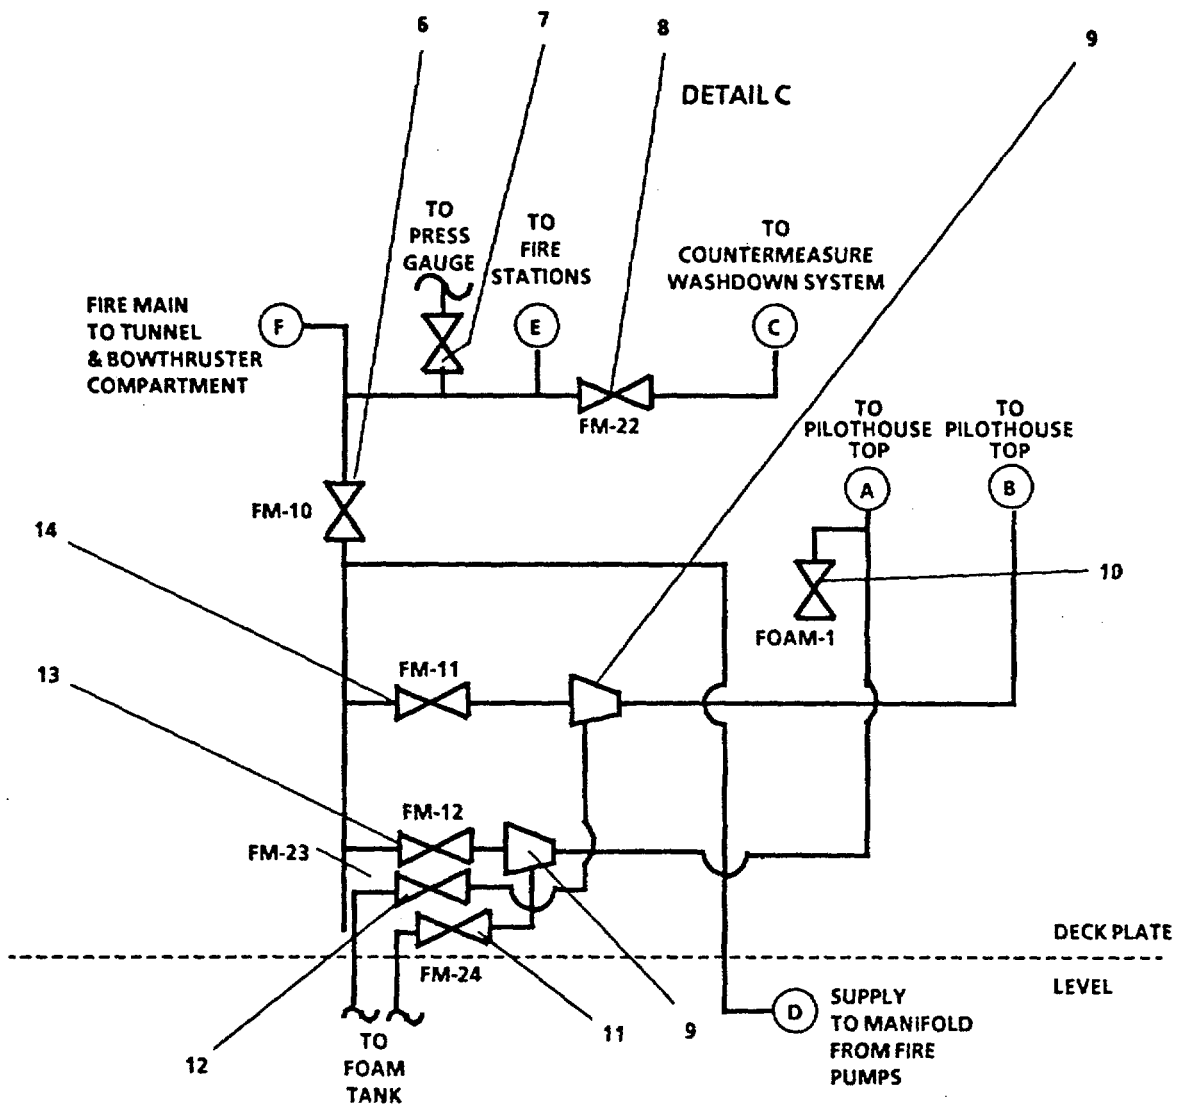 6
7
8
9
DETAIL C
TO
PRESS
GAUGE
TO
FIRE
STATIONS
TO
COUNTERMEASURE
WASHDOWN SYSTEM
FIRE MAIN
TO TUNNEL
& BOWTHRUSTER
COMPARTMENT
F
E
C
FM-22
TO
PILOTHOUSE
TOP
TO
PILOTHOUSE
TOP
A
B
FM-10
14
10
FOAM-1
FM-11
13
FM-12
FM-23
DECK PLATE
FM-24
LEVEL
D
SUPPLY
TO MANIFOLD
FROM FIRE
PUMPS
11
9
12
TO
FOAM
TANK